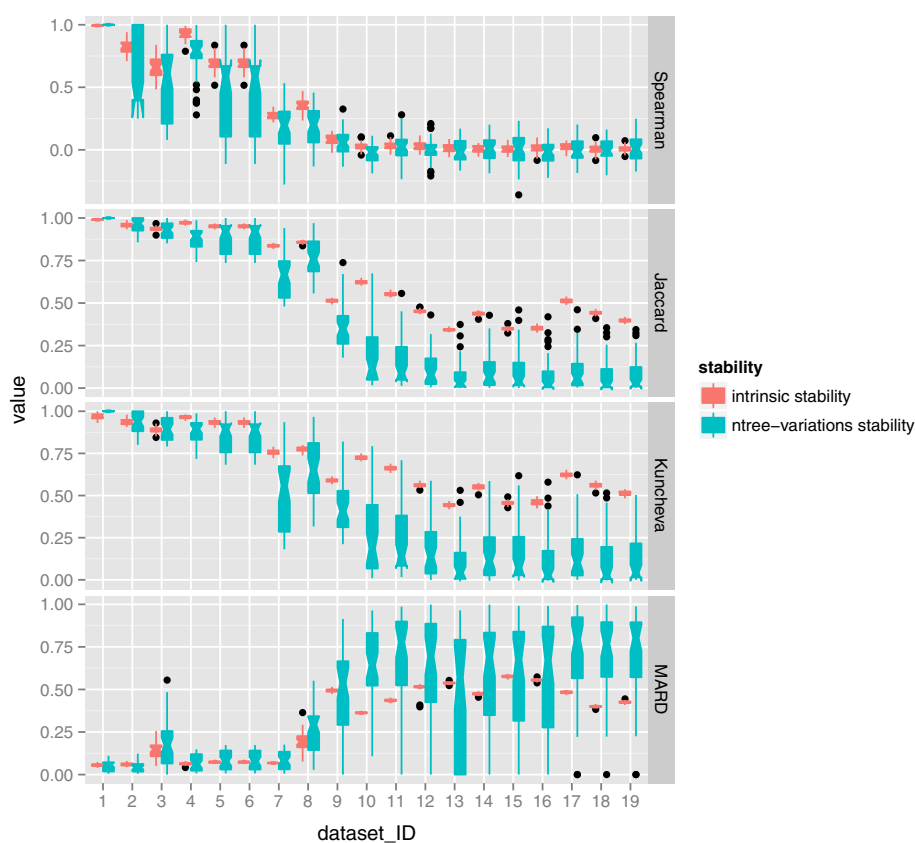 value
1.0
0.5
0.0
Spearman
1.00
0.75
0.50
0.25
0.00
Jaccard
1.00
0.75
0.50
0.25
0.00
Kuncheva
1.00
0.75
0.50
0.25
0.00
MARD
1 2 3 4 5 6 7 8 9 10 11 12 13 14 15 16 17 18 19
dataset_ID
stability
intrinsic stability
ntree−variations stability